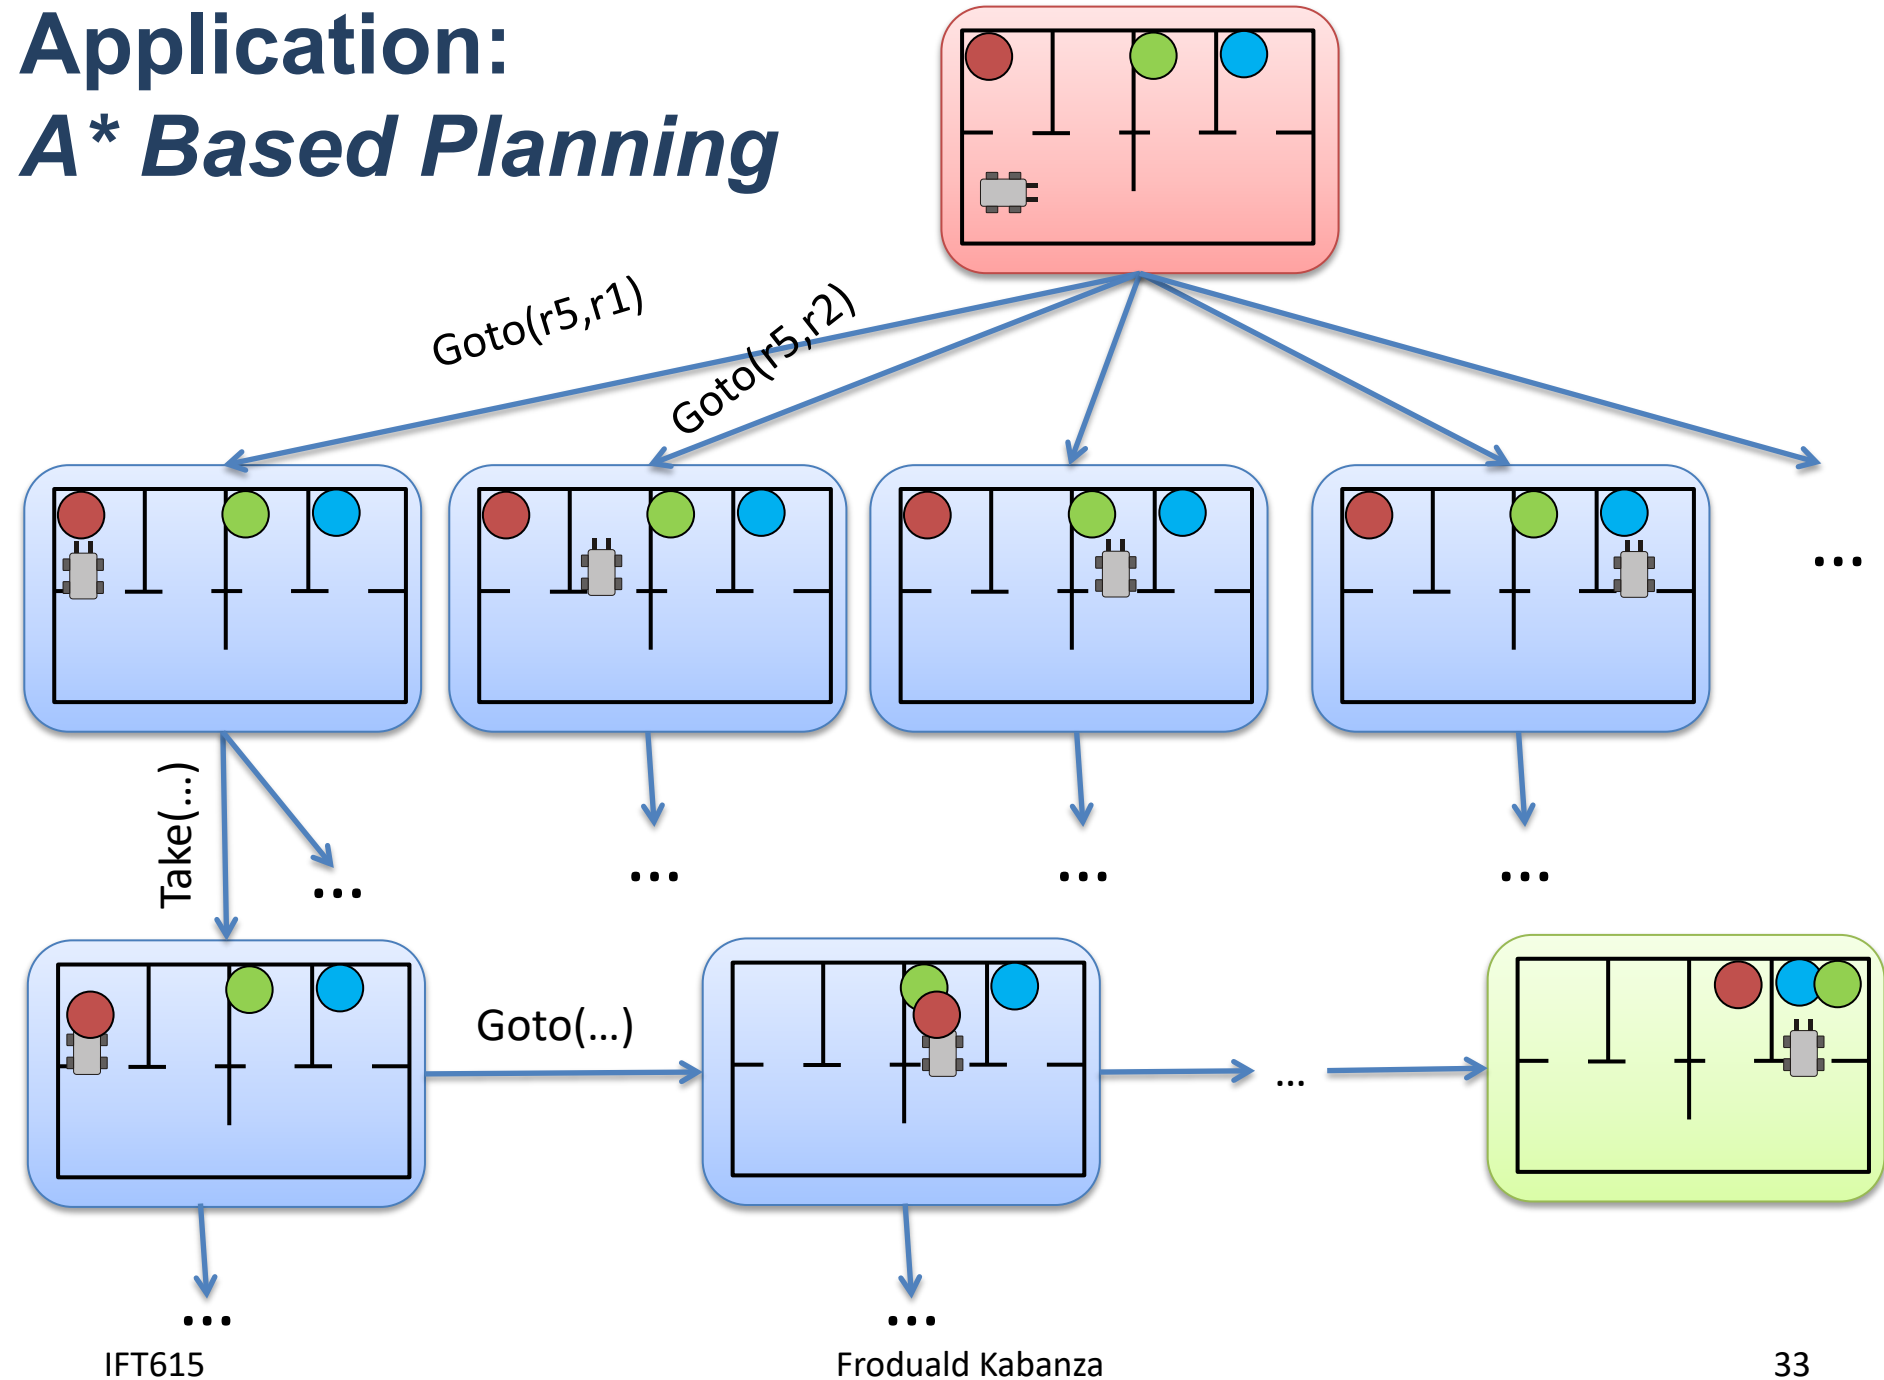 Application:
A* Based Planning
Goto(r5,r1)
Goto(r5,r2)
...
Take(...)
...
...
...
...
Goto(...)
...
...
...
IFT615
Froduald Kabanza
33